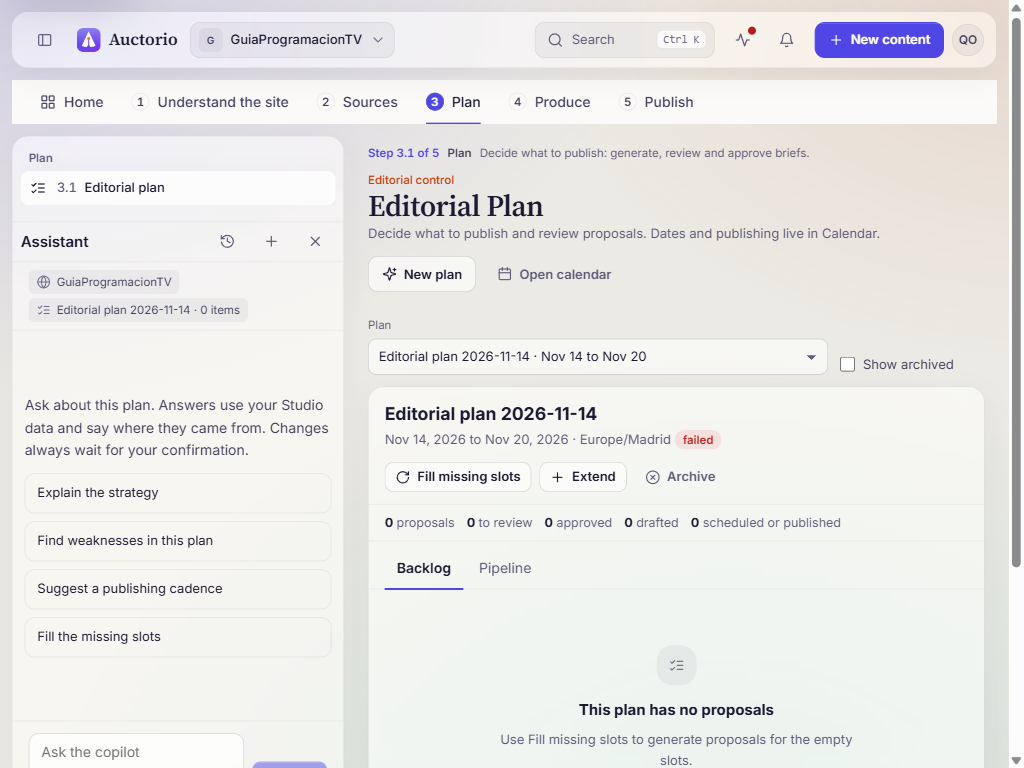 Auctorio
G GuiaProgramacionTV
Search Ctrl K
New content
QO
Home
1 Understand the site
2 Sources
3 Plan
4 Produce
5 Publish
Plan
3.1 Editorial plan
Assistant
GuiaProgramacionTV
Editorial plan 2026-11-14 · 0 items
Ask about this plan. Answers use your Studio
data and say where they came from. Changes
always wait for your confirmation.
Explain the strategy
Find weaknesses in this plan
Suggest a publishing cadence
Fill the missing slots
Ask the copilot
Step 3.1 of 5 Plan Decide what to publish: generate, review and approve briefs.
Editorial control
Editorial Plan
Decide what to publish and review proposals. Dates and publishing live in Calendar.
New plan
Open calendar
Plan
Editorial plan 2026-11-14 · Nov 14 to Nov 20
Show archived
Editorial plan 2026-11-14
Nov 14, 2026 to Nov 20, 2026 · Europe/Madrid failed
Fill missing slots
Extend
Archive
0 proposals 0 to review 0 approved 0 drafted 0 scheduled or published
Backlog
Pipeline
This plan has no proposals
Use Fill missing slots to generate proposals for the empty
slots.